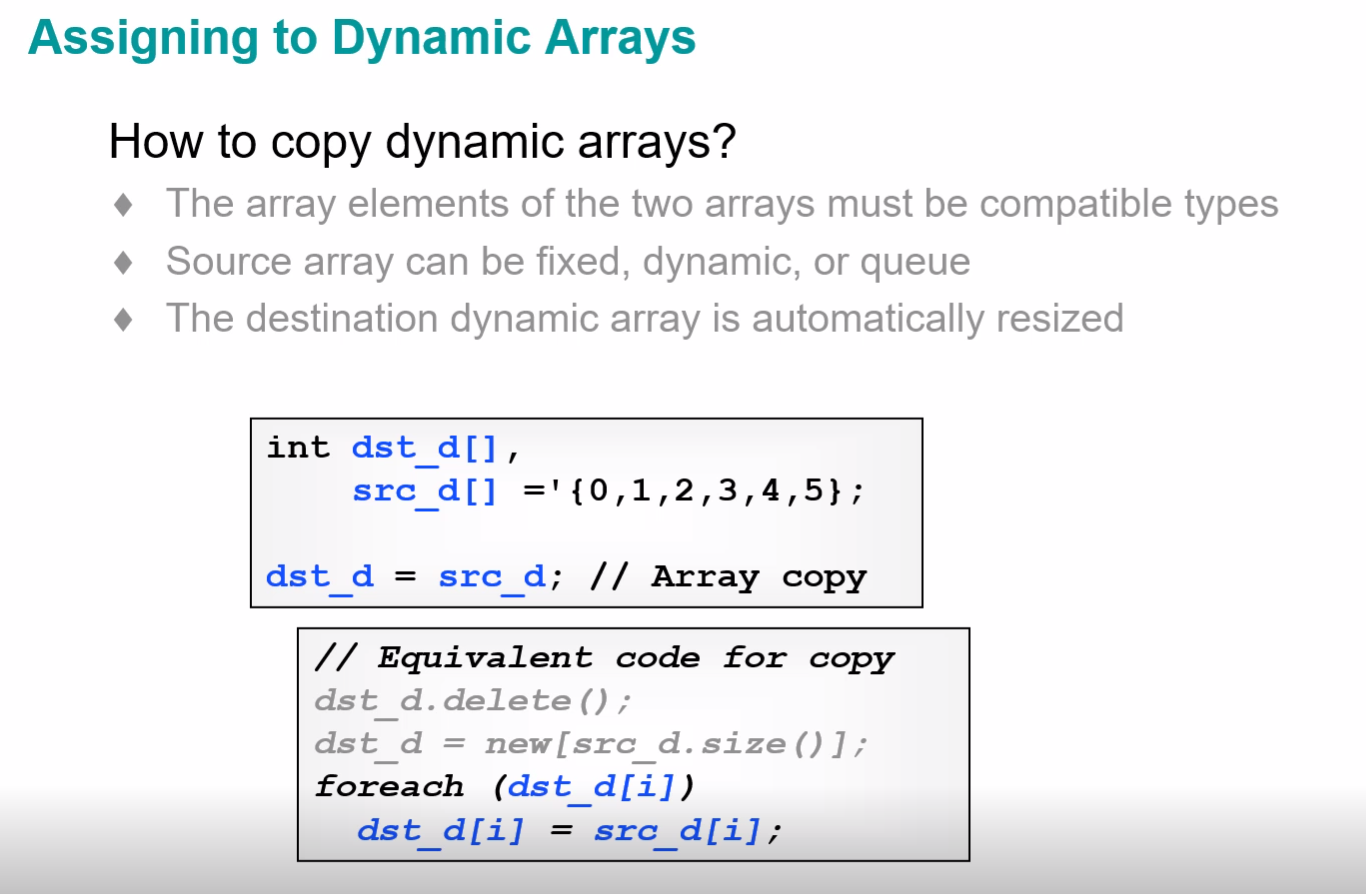 Assigning to Dynamic Arrays
How to copy dynamic arrays?
♦ The array elements of the two arrays must be compatible types
♦ Source array can be fixed, dynamic, or queue
♦ The destination dynamic array is automatically resized
int dst_d[],
    src_d[] ='{0,1,2,3,4,5};
dst_d = src_d; // Array copy
// Equivalent code for copy
dst_d.delete();
dst_d = new[src_d.size()];
foreach (dst_d[i])
  dst_d[i] = src_d[i];